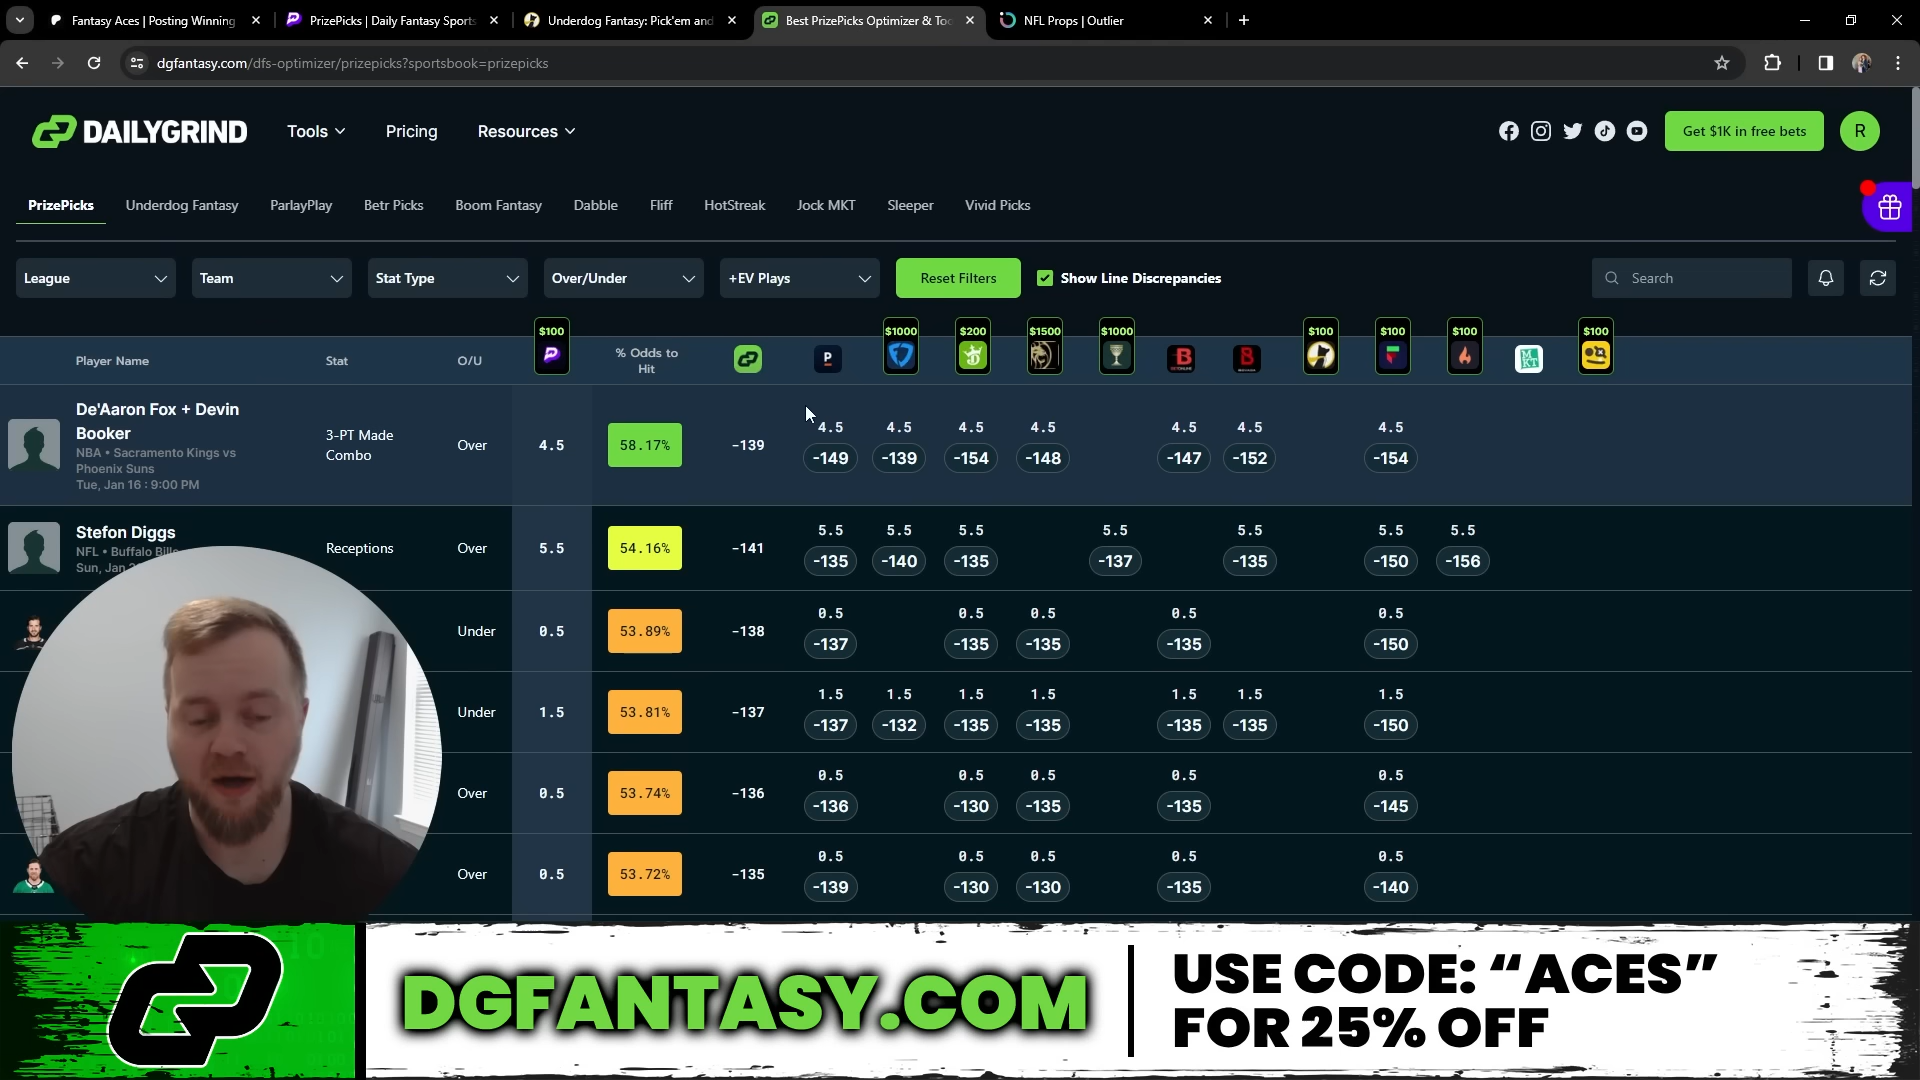 Fantasy Aces | Posting Winning
PrizePicks | Daily Fantasy Sports
Underdog Fantasy: Pick'em and
Best PrizePicks Optimizer & Too
NFL Props | Outlier
dgfantasy.com/dfs-optimizer/prizepicks?sportsbook=prizepicks
DAILYGRIND
Tools
Pricing
Resources
Get $1K in free bets
R
PrizePicks
Underdog Fantasy
ParlayPlay
Betr Picks
Boom Fantasy
Dabble
Fliff
HotStreak
Jock MKT
Sleeper
Vivid Picks
League
Team
Stat Type
Over/Under
+EV Plays
Reset Filters
Show Line Discrepancies
Search
$100 $1000 $200 $1500 $1000 $100 $100 $100 $100
Player Name Stat O/U % Odds to Hit
De'Aaron Fox + Devin
Booker
NBA • Sacramento Kings vs
Phoenix Suns
Tue, Jan 16 : 9:00 PM
3-PT Made
Combo
Over 4.5 58.17% -139
4.5 4.5 4.5 4.5 4.5 4.5 4.5
-149 -139 -154 -148 -147 -152 -154
Stefon Diggs
NFL • Buffalo Bills
Sun, Jan
Receptions Over 5.5 54.16% -141
5.5 5.5 5.5 5.5 5.5 5.5 5.5
-135 -140 -135 -137 -135 -150 -156
Under 0.5 53.89% -138
0.5 0.5 0.5 0.5 0.5
-137 -135 -135 -135 -150
Under 1.5 53.81% -137
1.5 1.5 1.5 1.5 1.5 1.5 1.5
-137 -132 -135 -135 -135 -135 -150
Over 0.5 53.74% -136
0.5 0.5 0.5 0.5 0.5
-136 -130 -135 -135 -145
Over 0.5 53.72% -135
0.5 0.5 0.5 0.5 0.5
-139 -130 -130 -135 -140
DGFANTASY.COM
USE CODE: “ACES”
FOR 25% OFF